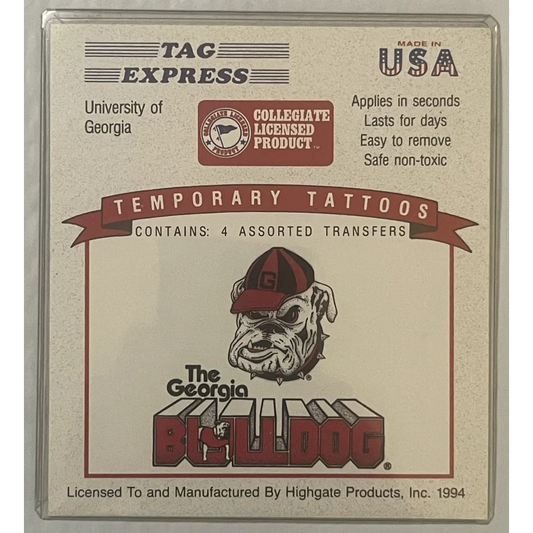 TAG
EXPRESS
MADE IN
USA
University of
Georgia
COLLEGIATE
LICENSED
PRODUCT™
Applies in seconds
Lasts for days
Easy to remove
Safe non-toxic
TEMPORARY TATTOOS
CONTAINS: 4 ASSORTED TRANSFERS
G
The
Georgia
BULLDOG®
Licensed To and Manufactured By Highgate Products, Inc. 1994